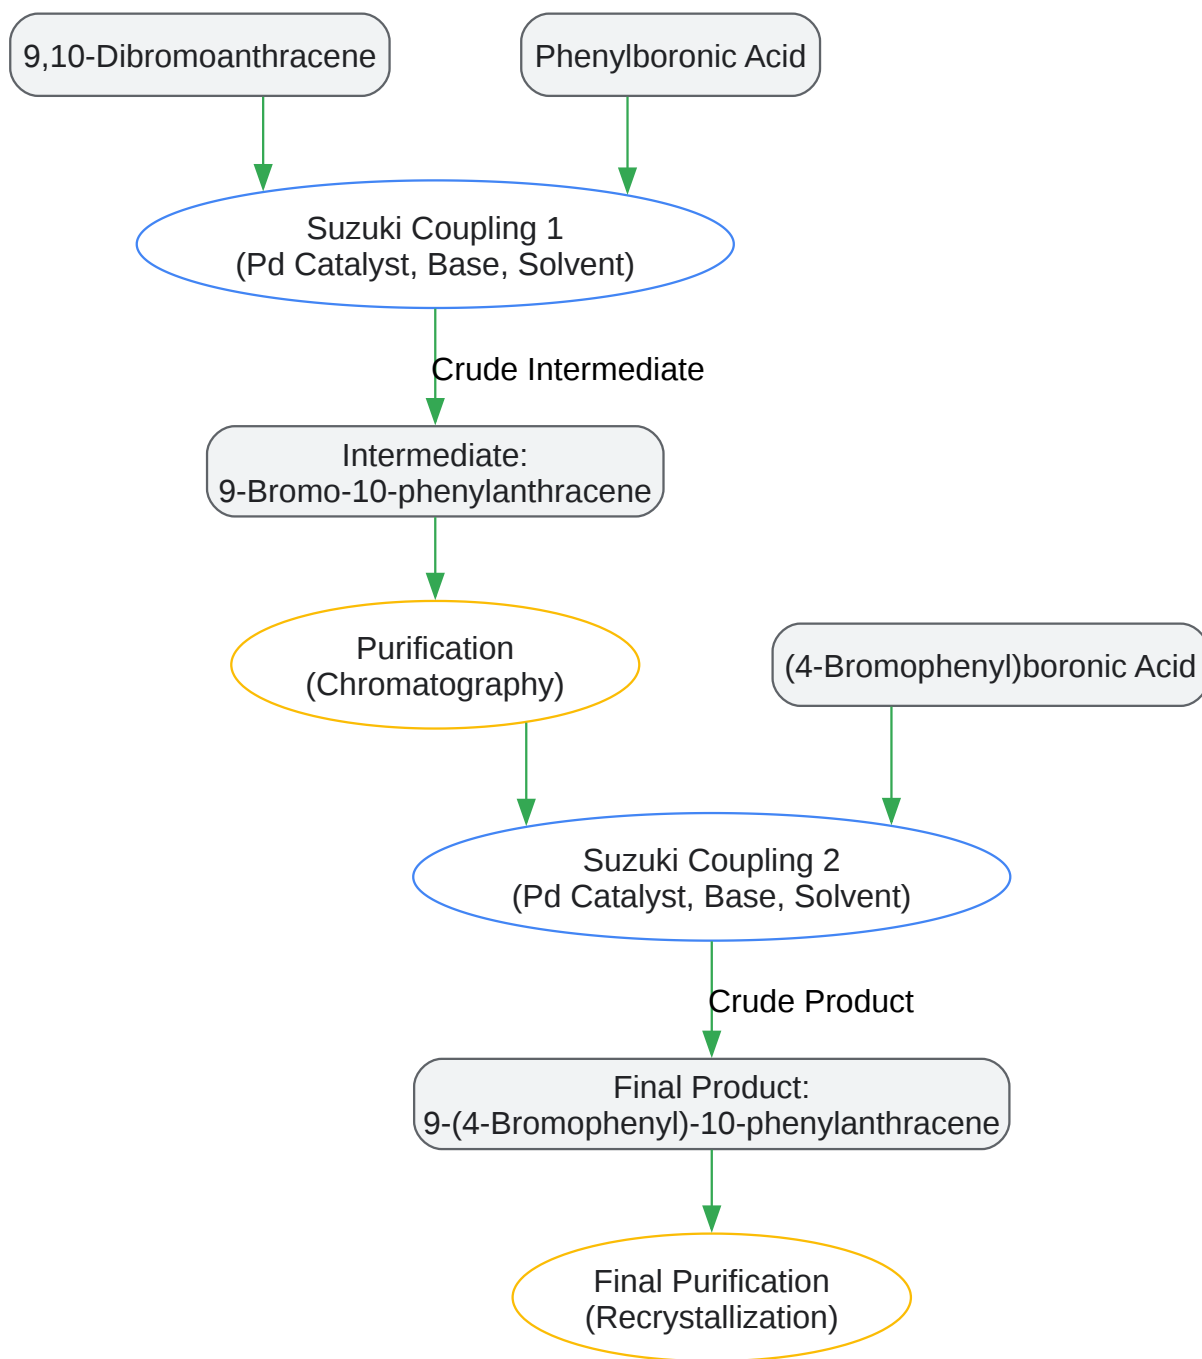 9,10-Dibromoanthracene
Phenylboronic Acid
Suzuki Coupling 1
(Pd Catalyst, Base, Solvent)
Crude Intermediate
Intermediate:
9-Bromo-10-phenylanthracene
Purification
(Chromatography)
(4-Bromophenyl)boronic Acid
Suzuki Coupling 2
(Pd Catalyst, Base, Solvent)
Crude Product
Final Product:
9-(4-Bromophenyl)-10-phenylanthracene
Final Purification
(Recrystallization)